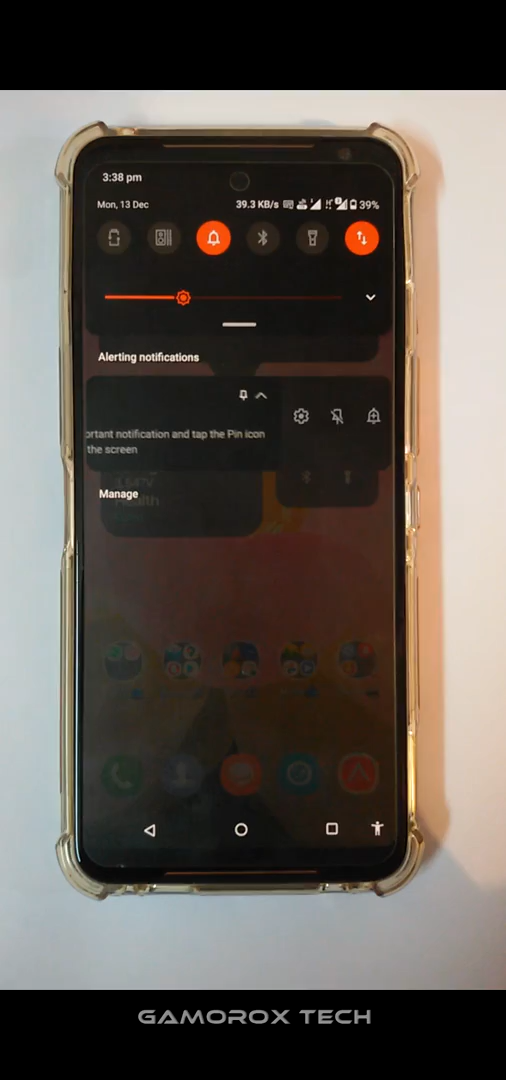 3:38 pm
Mon, 13 Dec
39.3 KB/s
39%
Alerting notifications
ortant notification and tap the Pin icon
the screen
Manage
Health
GAMOROX TECH